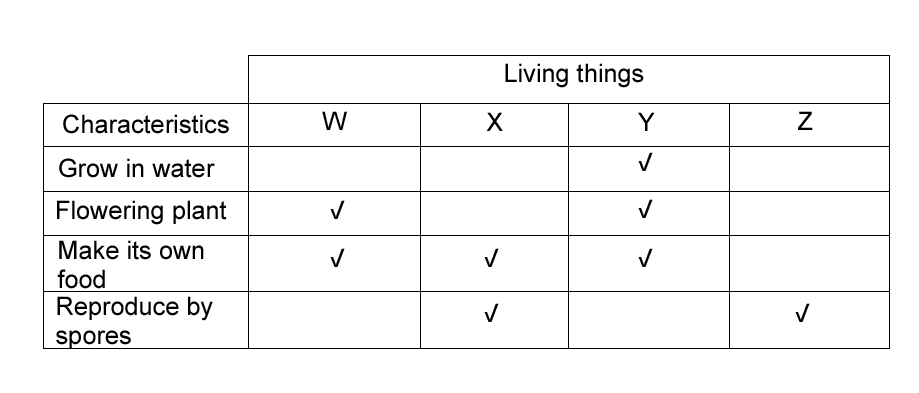 Living things
Characteristics W X Y Z
Grow in water √
Flowering plant √ √
Make its own
food √ √ √
Reproduce by
spores √ √